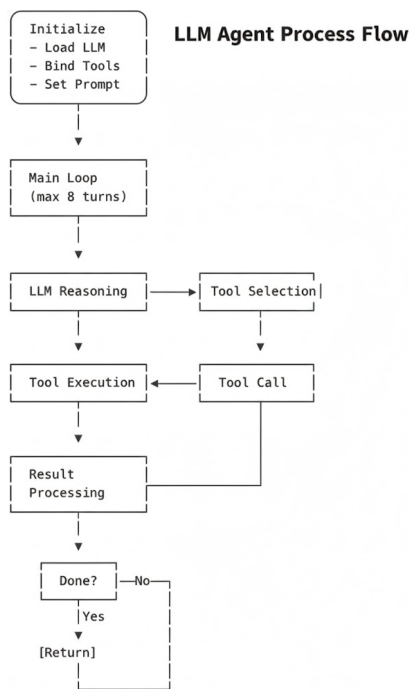 LLM Agent Process Flow
Initialize
– Load LLM
– Bind Tools
– Set Prompt
Main Loop
(max 8 turns)
LLM Reasoning
Tool Selection
Tool Execution
Tool Call
Result
Processing
Done?
No
Yes
[Return]